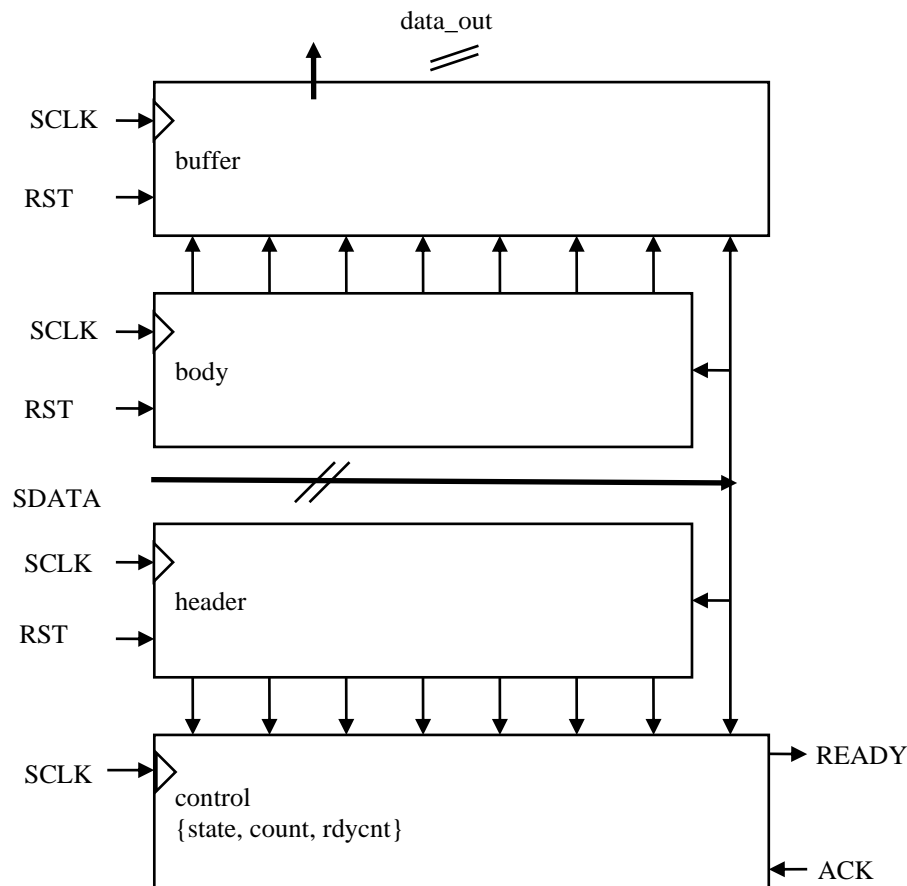 data_out
SCLK
buffer
RST
SCLK
body
RST
SDATA
SCLK
header
RST
SCLK
READY
control
{state, count, rdycnt}
ACK